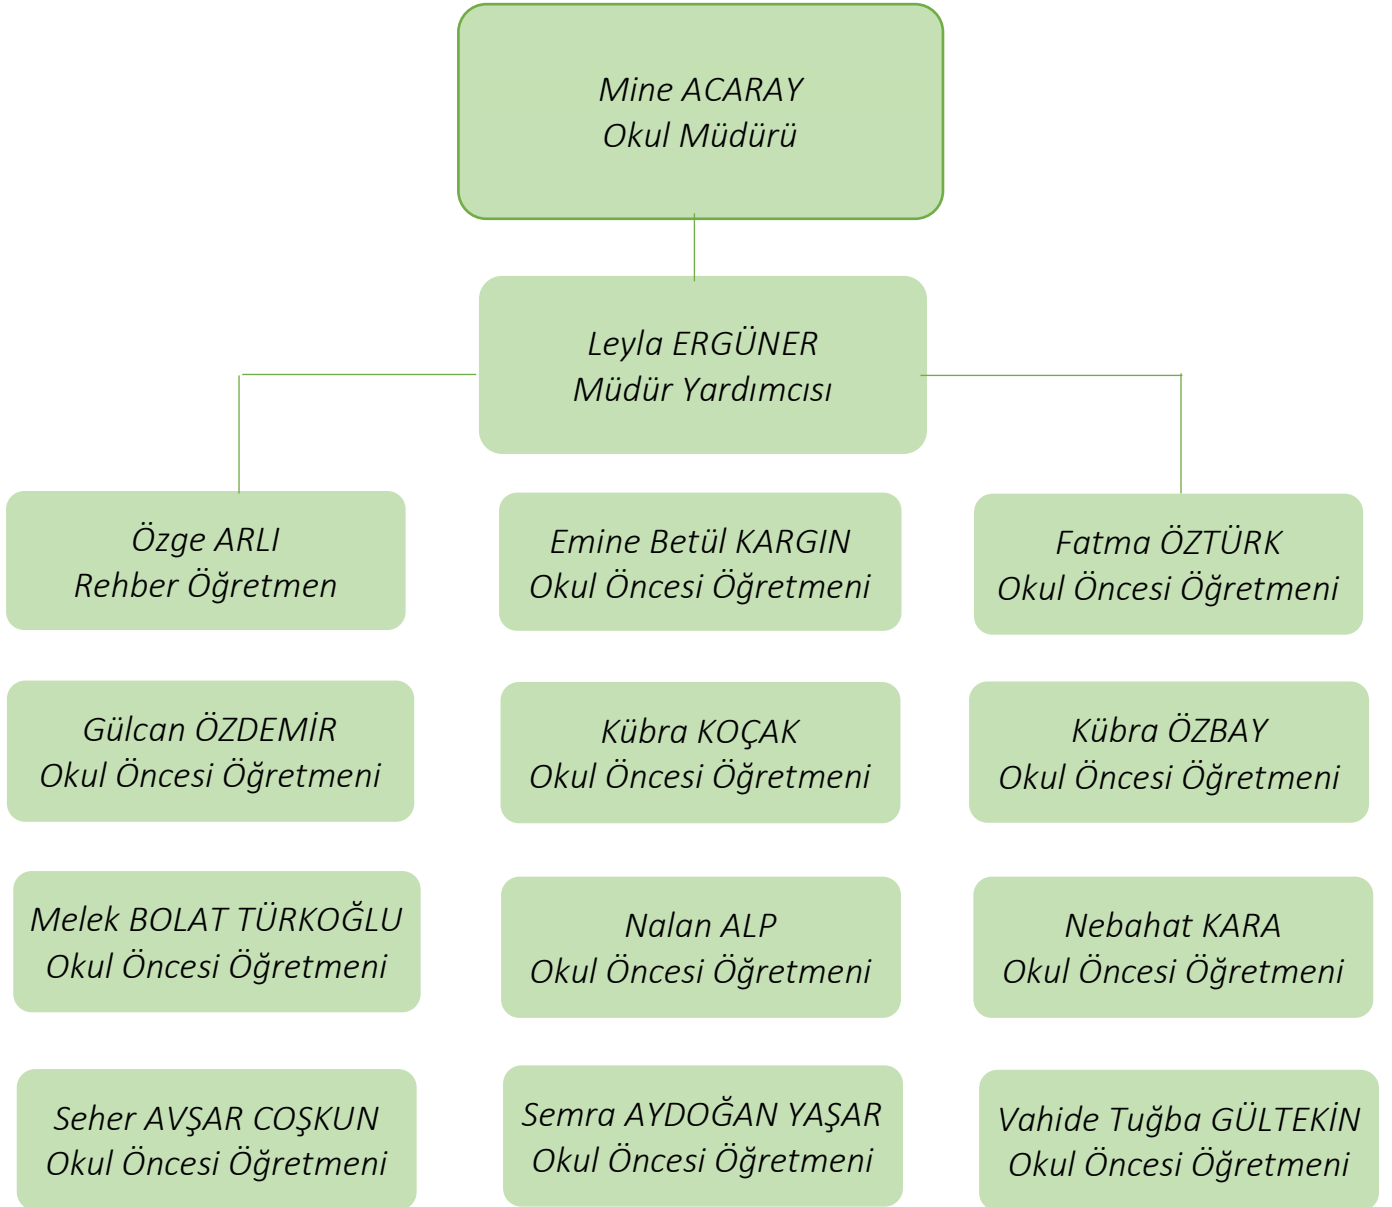 Mine ACARAY
Okul Müdürü
Leyla ERGÜNER
Müdür Yardımcısı
Özge ARLI
Rehber Öğretmen
Emine Betül KARGIN
Okul Öncesi Öğretmeni
Fatma ÖZTÜRK
Okul Öncesi Öğretmeni
Gülcan ÖZDEMİR
Okul Öncesi Öğretmeni
Kübra KOÇAK
Okul Öncesi Öğretmeni
Kübra ÖZBAY
Okul Öncesi Öğretmeni
Melek BOLAT TÜRKOĞLU
Okul Öncesi Öğretmeni
Nalan ALP
Okul Öncesi Öğretmeni
Nebahat KARA
Okul Öncesi Öğretmeni
Seher AVŞAR COŞKUN
Okul Öncesi Öğretmeni
Semra AYDOĞAN YAŞAR
Okul Öncesi Öğretmeni
Vahide Tuğba GÜLTEKİN
Okul Öncesi Öğretmeni